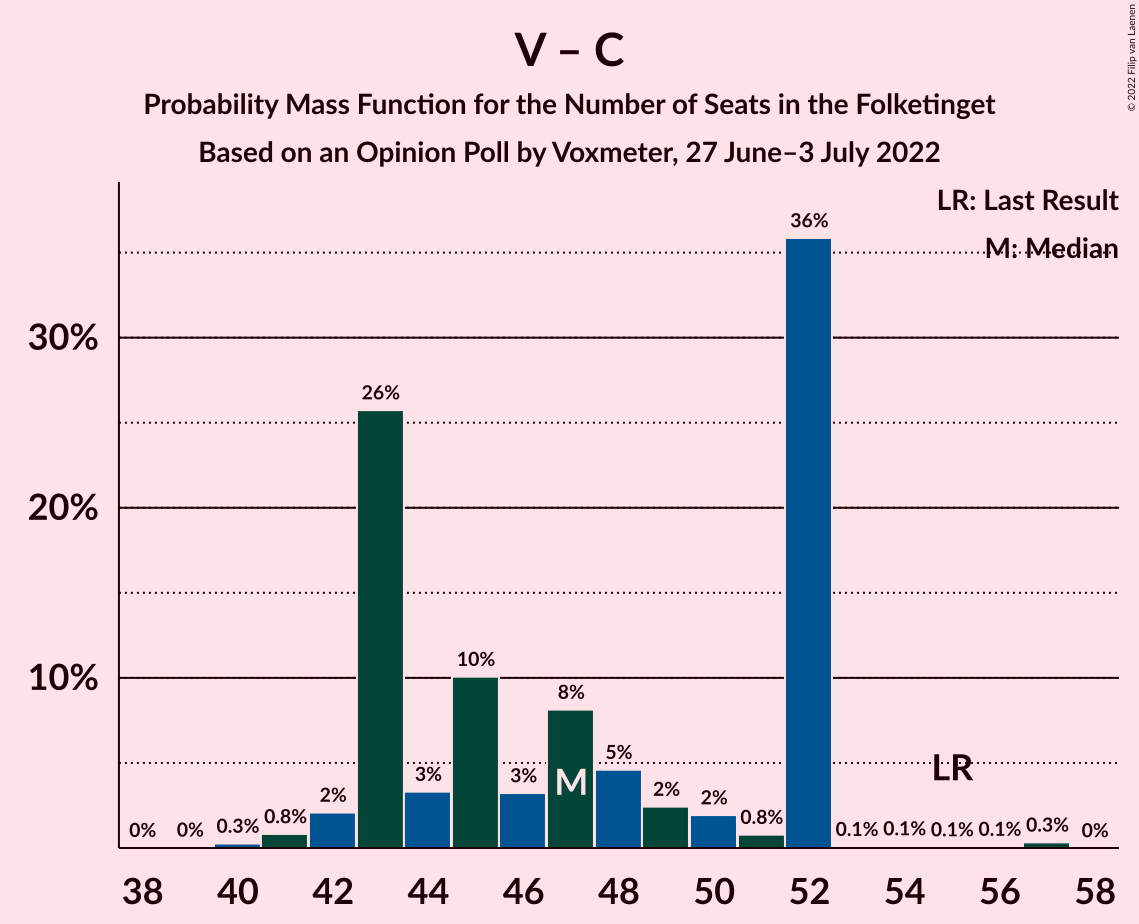 V – C
Probability Mass Function for the Number of Seats in the Folketinget
Based on an Opinion Poll by Voxmeter, 27 June–3 July 2022
© 2022 Filip van Laenen
LR: Last Result
M: Median
36%
30%
26%
20%
10%
10%
8%
5%
3%
3%
2%
2%
2%
0.8%
0.8%
0.3%
0%
0%
0.1%
0.1%
0.1%
0.1%
0.3%
0%
M
LR
38 40 42 44 46 48 50 52 54 56 58